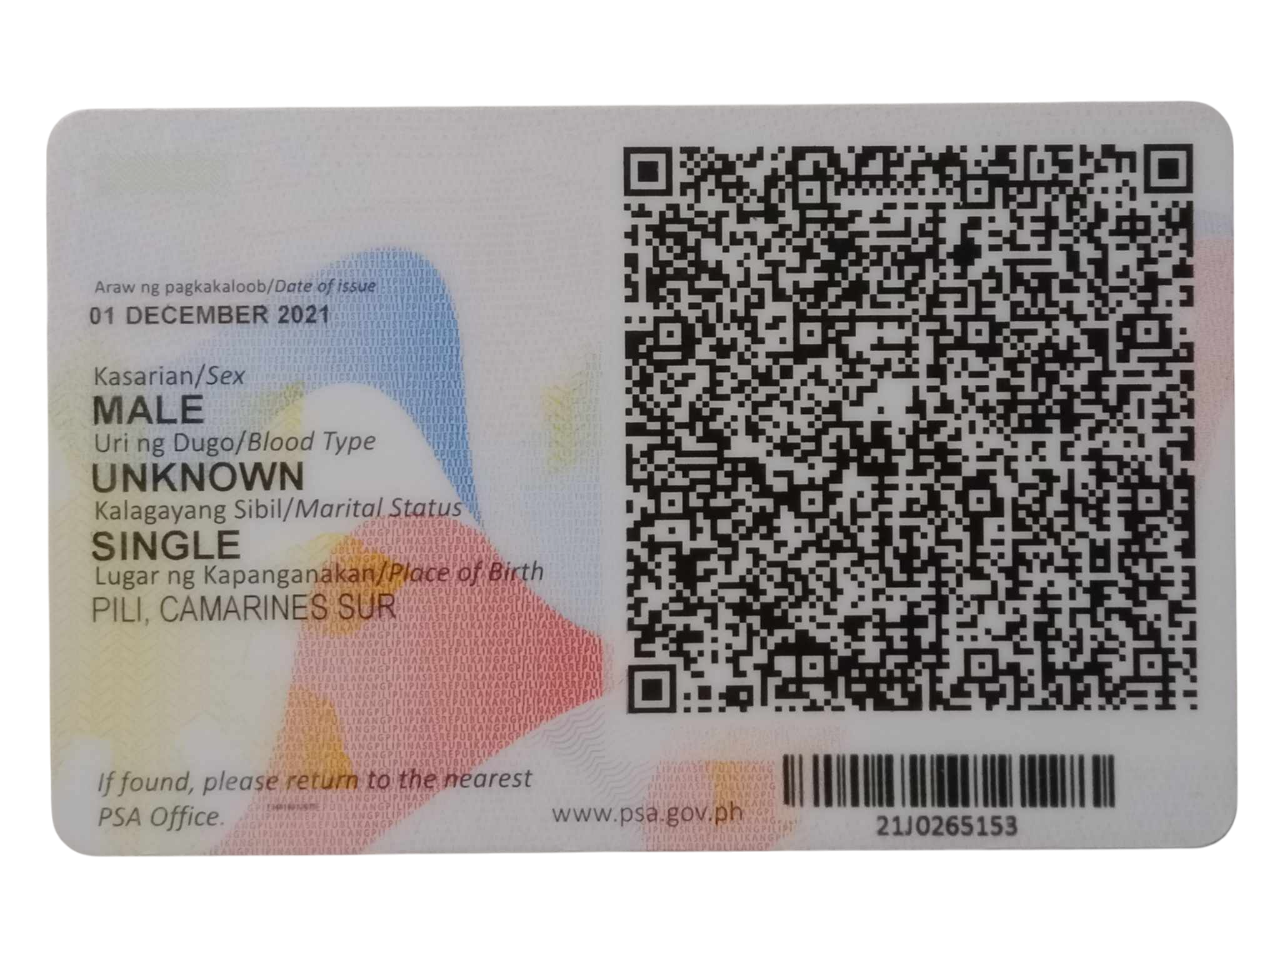 Araw ng pagkakaloob/Date of issue
01 DECEMBER 2021
Kasarian/Sex
MALE
Uri ng Dugo/Blood Type
UNKNOWN
Kalagayang Sibil/Marital Status
SINGLE
Lugar ng Kapanganakan/Place of Birth
PILI, CAMARINES SUR
If found, please return to the nearest
PSA Office.
www.psa.gov.ph
21J0265153